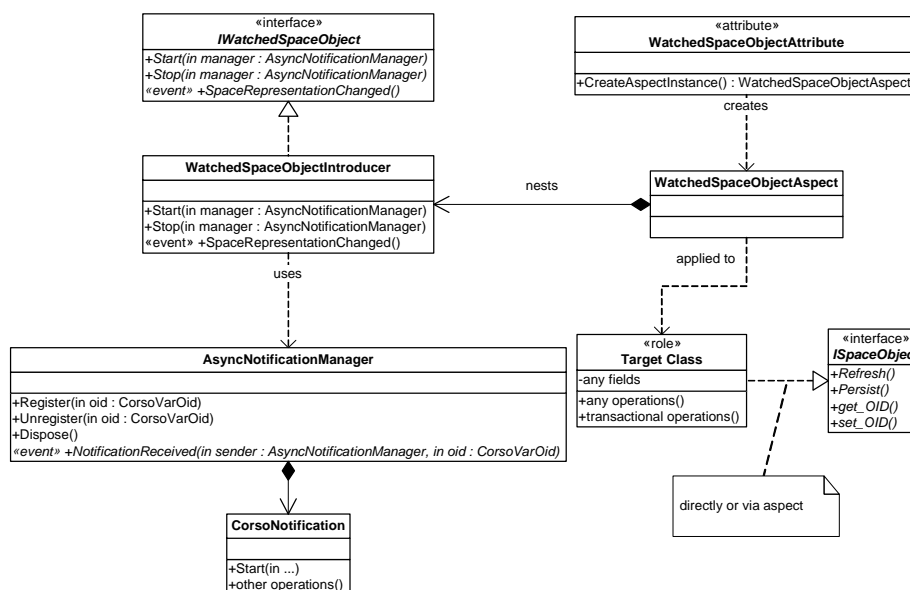 «interface»
IWatchedSpaceObject
+Start(in manager : AsyncNotificationManager)
+Stop(in manager : AsyncNotificationManager)
«event» +SpaceRepresentationChanged()
«attribute»
WatchedSpaceObjectAttribute
+CreateAspectInstance() : WatchedSpaceObjectAspect
creates
WatchedSpaceObjectIntroducer
+Start(in manager : AsyncNotificationManager)
+Stop(in manager : AsyncNotificationManager)
«event» +SpaceRepresentationChanged()
nests
WatchedSpaceObjectAspect
uses
applied to
AsyncNotificationManager
+Register(in oid : CorsoVarOid)
+Unregister(in oid : CorsoVarOid)
+Dispose()
«event» +NotificationReceived(in sender : AsyncNotificationManager, in oid : CorsoVarOid)
«role»
Target Class
-any fields
+any operations()
+transactional operations()
«interface»
ISpaceObject
+Refresh()
+Persist()
+get_OID()
+set_OID()
directly or via aspect
CorsoNotification
+Start(in ...)
+other operations()